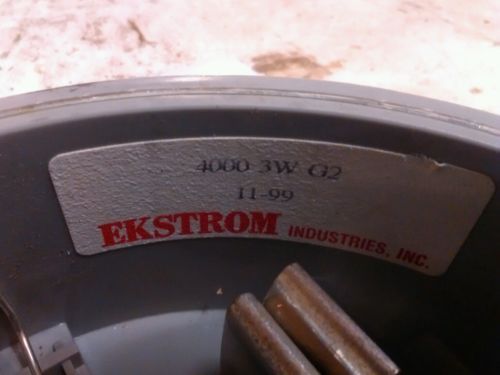 4000 3W G2
11-99
EKSTROM INDUSTRIES, INC.